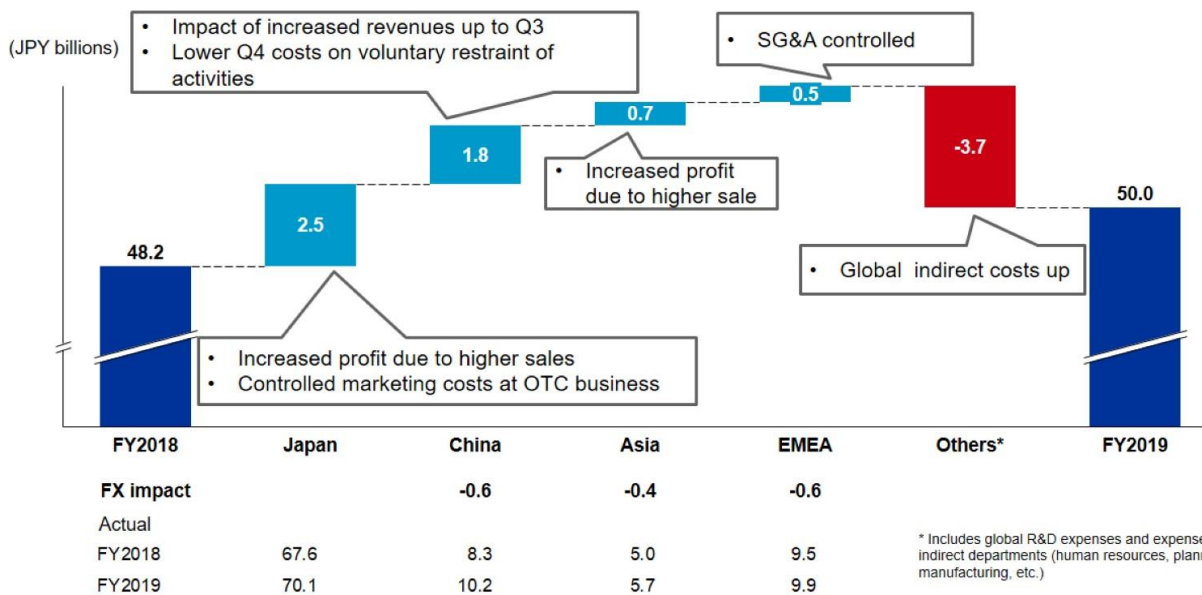 (JPY billions)
• Impact of increased revenues up to Q3
• Lower Q4 costs on voluntary restraint of
activities
• SG&A controlled
0.5
0.7
1.8
-3.7
• Increased profit
due to higher sale
50.0
2.5
48.2
• Global indirect costs up
• Increased profit due to higher sales
• Controlled marketing costs at OTC business
FY2018 Japan China Asia EMEA Others* FY2019
FX impact -0.6 -0.4 -0.6
Actual
FY2018 67.6 8.3 5.0 9.5
FY2019 70.1 10.2 5.7 9.9
* Includes global R&D expenses and expense
indirect departments (human resources, plan
manufacturing, etc.)